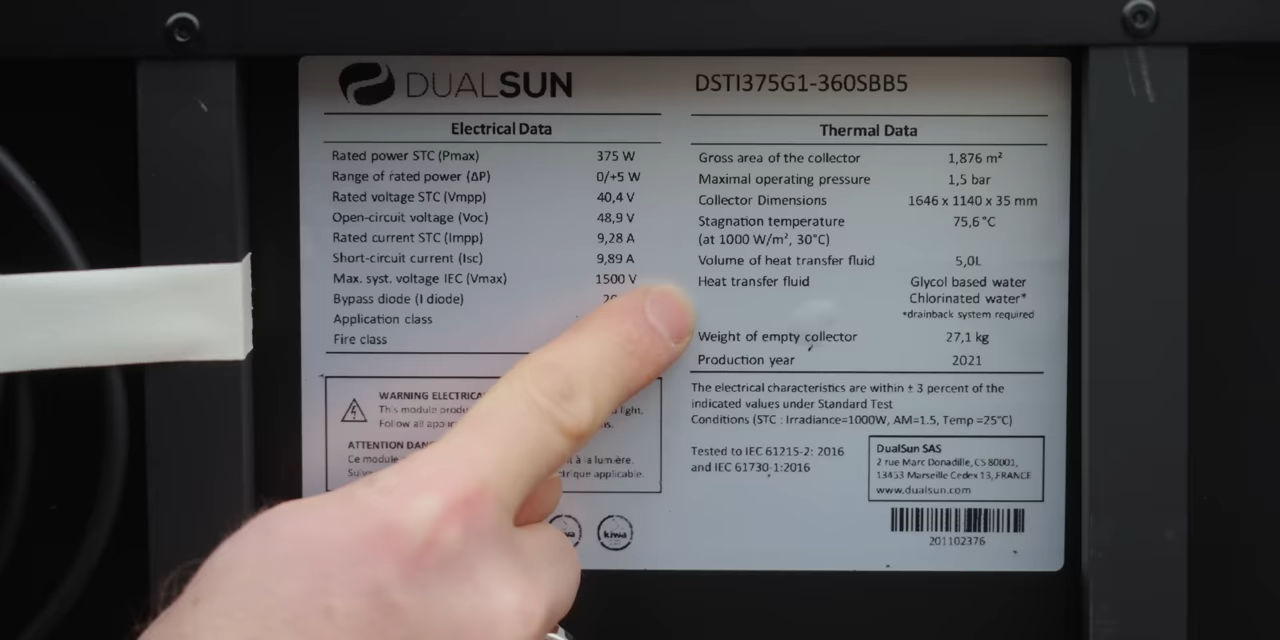 DUALSUN
DSTI375G1-360SBB5
Electrical Data
Rated power STC (Pmax) 375 W
Range of rated power (ΔP) 0/+5 W
Rated voltage STC (Vmpp) 40,4 V
Open-circuit voltage (Voc) 48,9 V
Rated current STC (Impp) 9,28 A
Short-circuit current (Isc) 9,89 A
Max. syst. voltage IEC (Vmax) 1500 V
Bypass diode (I diode)
Application class
Fire class
WARNING
This module
Follow all
light.
ATTENTION
Ce module
à la lumière.
applicable.
kiwa
Thermal Data
Gross area of the collector 1,876 m²
Maximal operating pressure 1,5 bar
Collector Dimensions 1646 x 1140 x 35 mm
Stagnation temperature 75,6°C
(at 1000 W/m², 30°C)
Volume of heat transfer fluid 5,0L
Heat transfer fluid Glycol based water
Chlorinated water*
*drainback system required
Weight of empty collector 27,1 kg
Production year 2021
The electrical characteristics are within ± 3 percent of the
indicated values under Standard Test
Conditions (STC : Irradiance=1000W, AM=1.5, Temp =25°C)
Tested to IEC 61215-2: 2016
and IEC 61730-1:2016
DualSun SAS
2 rue Marc Donadille, CS 80001,
13453 Marseille Cedex 13, FRANCE
www.dualsun.com
201102376